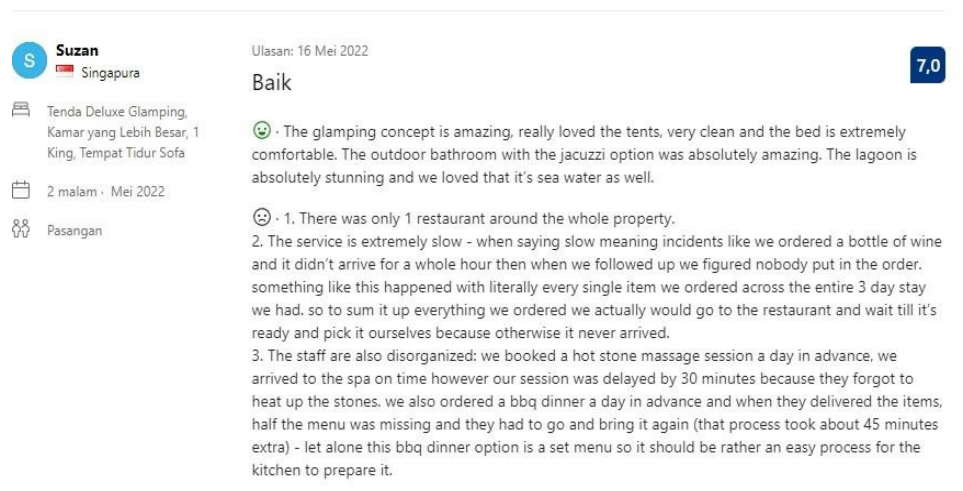 S
Suzan
Singapura
Tenda Deluxe Glamping,
Kamar yang Lebih Besar, 1
King, Tempat Tidur Sofa
2 malam · Mei 2022
Pasangan
Ulasan: 16 Mei 2022
7,0
Baik
· The glamping concept is amazing, really loved the tents, very clean and the bed is extremely
comfortable. The outdoor bathroom with the jacuzzi option was absolutely amazing. The lagoon is
absolutely stunning and we loved that it's sea water as well.
· 1. There was only 1 restaurant around the whole property.
2. The service is extremely slow - when saying slow meaning incidents like we ordered a bottle of wine
and it didn't arrive for a whole hour then when we followed up we figured nobody put in the order.
something like this happened with literally every single item we ordered across the entire 3 day stay
we had. so to sum it up everything we ordered we actually would go to the restaurant and wait till it's
ready and pick it ourselves because otherwise it never arrived.
3. The staff are also disorganized: we booked a hot stone massage session a day in advance, we
arrived to the spa on time however our session was delayed by 30 minutes because they forgot to
heat up the stones. we also ordered a bbq dinner a day in advance and when they delivered the items,
half the menu was missing and they had to go and bring it again (that process took about 45 minutes
extra) - let alone this bbq dinner option is a set menu so it should be rather an easy process for the
kitchen to prepare it.